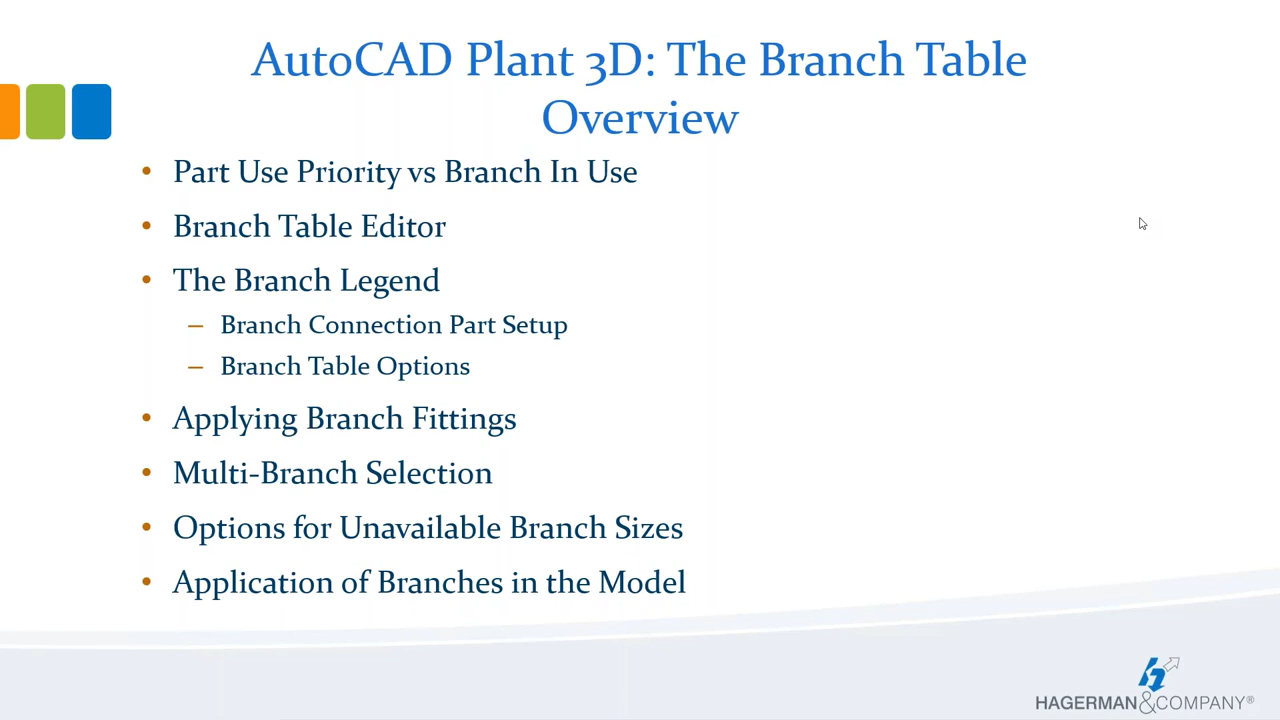 AutoCAD Plant 3D: The Branch Table
Overview
• Part Use Priority vs Branch In Use
• Branch Table Editor
• The Branch Legend
– Branch Connection Part Setup
– Branch Table Options
• Applying Branch Fittings
• Multi-Branch Selection
• Options for Unavailable Branch Sizes
• Application of Branches in the Model
HAGERMAN&COMPANY®